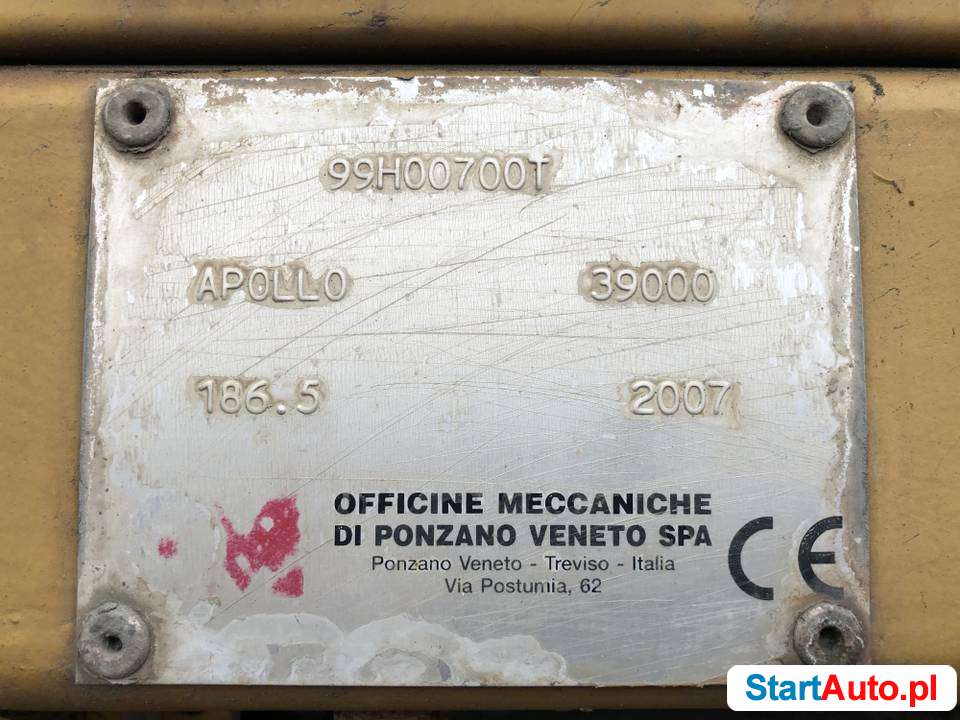 99H00700T
APOLLO 39000
186.5 2007
OFFICINE MECCANICHE
DI PONZANO VENETO SPA
Ponzano Veneto - Treviso - Italia
Via Postumia, 62
CE
StartAuto.pl